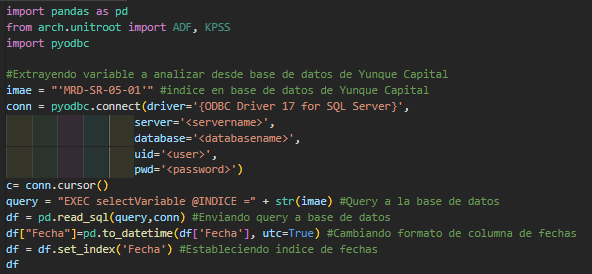 import pandas as pd
from arch.unitroot import ADF, KPSS
import pyodbc
#Extrayendo variable a analizar desde base de datos de Yunque Capital
imae = "'MRD-SR-05-01'" #indice en base de datos de Yunque Capital
conn = pyodbc.connect(driver='{ODBC Driver 17 for SQL Server}',
server='<servername>',
database='<databasename>',
uid='<user>',
pwd='<password>')
c= conn.cursor()
query = "EXEC selectVariable @INDICE =" + str(imae) #Query a la base de datos
df = pd.read_sql(query,conn) #Enviando query a base de datos
df["Fecha"]=pd.to_datetime(df['Fecha'], utc=True) #Cambiando formato de columna de fechas
df = df.set_index('Fecha') #Estableciendo indice de fechas
df